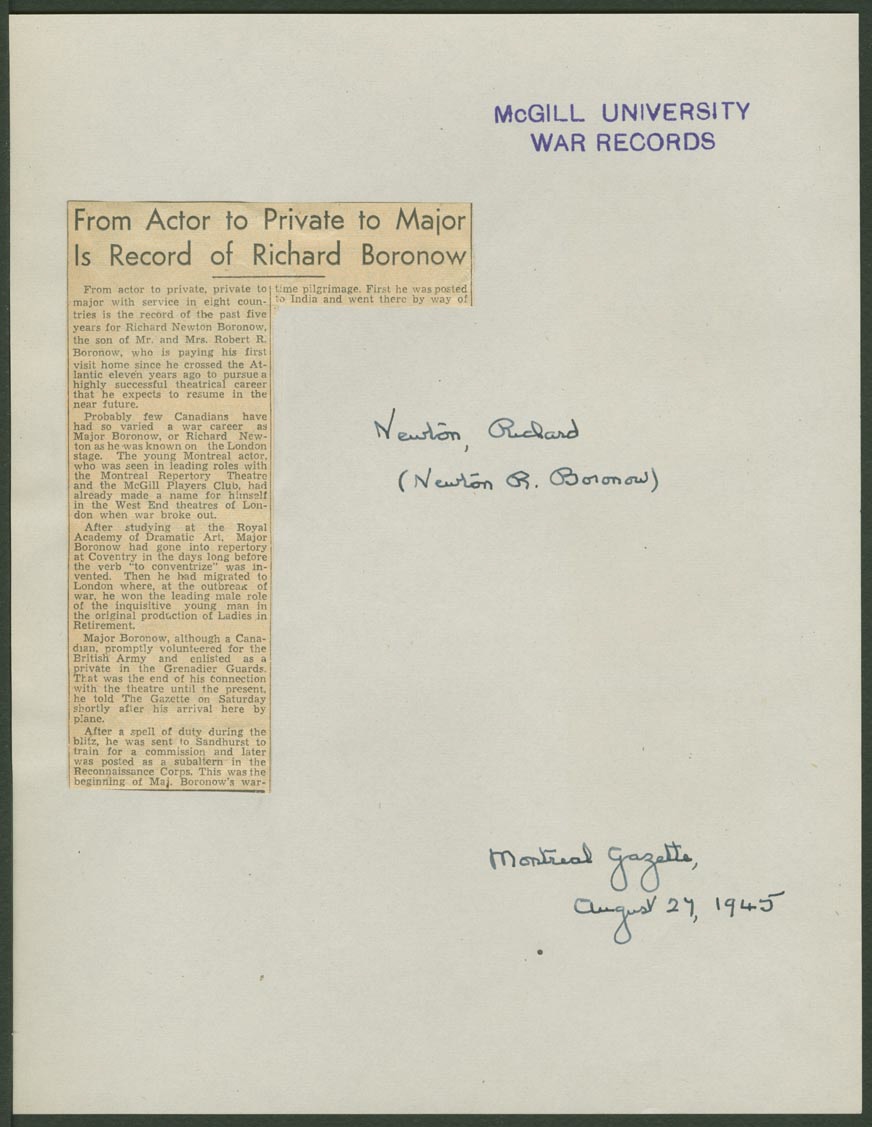 McGILL UNIVERSITY
WAR RECORDS
From Actor to Private to Major
Is Record of Richard Boronow
From actor to private, private to
major with service in eight coun-
tries is the record of the past five
years for Richard Newton Boronow,
the son of Mr. and Mrs. Robert R.
Boronow, who is paying his first
visit home since he crossed the At-
lantic eleven years ago to pursue a
highly successful theatrical career
that he expects to resume in the
near future.
Probably few Canadians have
had so varied a war career as
Major Boronow, or Richard New-
ton as he was known on the London
stage. The young Montreal actor,
who was seen in leading roles with
the Montreal Repertory Theatre
and the McGill Players Club, had
already made a name for himself
in the West End theatres of Lon-
don when war broke out.
After studying at the Royal
Academy of Dramatic Art, Major
Boronow had gone into repertory
at Coventry in the days long before
the verb "to conventrize" was in-
vented. Then he had migrated to
London where, at the outbreak of
war, he won the leading male role
of the inquisitive young man in
the original production of Ladies in
Retirement.
Major Boronow, although a Cana-
dian, promptly volunteered for the
British Army and enlisted as a
private in the Grenadier Guards.
That was the end of his connection
with the theatre until the present,
he told The Gazette on Saturday
shortly after his arrival here by
plane.
After a spell of duty during the
blitz, he was sent to Sandhurst to
train for a commission and later
was posted as a subaltern in the
Reconnaissance Corps. This was the
beginning of Maj. Boronow's war-
time pilgrimage. First he was posted
to India and went there by way of
Newton, Richard
(Newton R. Boronow)
Montreal Gazette,
August 27, 1945